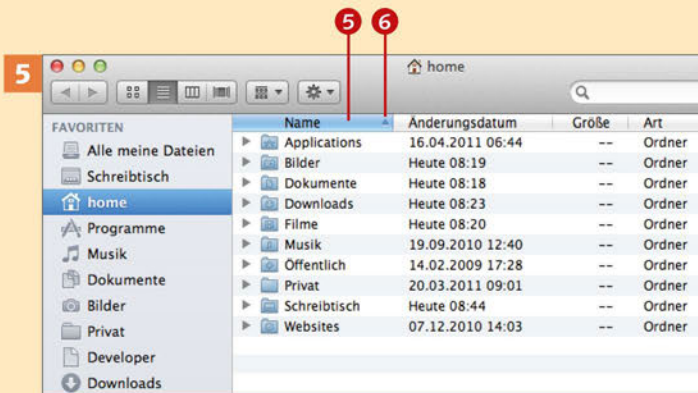 5 6
5
home
FAVORITEN
Alle meine Dateien
Schreibtisch
home
Programme
Musik
Dokumente
Bilder
Privat
Developer
Downloads
Name Änderungsdatum Größe Art
Applications 16.04.2011 06:44 -- Ordner
Bilder Heute 08:19 -- Ordner
Dokumente Heute 08:18 -- Ordner
Downloads Heute 08:23 -- Ordner
Filme Heute 08:20 -- Ordner
Musik 19.09.2010 12:40 -- Ordner
Öffentlich 14.02.2009 17:28 -- Ordner
Privat 20.03.2011 09:01 -- Ordner
Schreibtisch Heute 08:44 -- Ordner
Websites 07.12.2010 14:03 -- Ordner